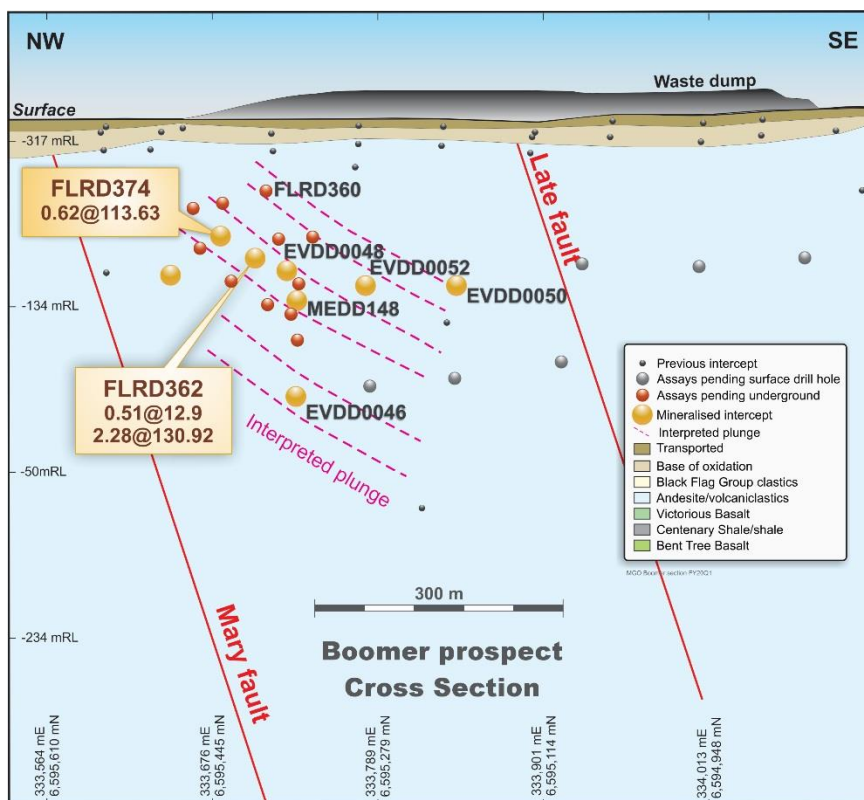 NW
SE
Waste dump
Surface
-317 mRL
FLRD374
0.62@113.63
FLRD360
EVDD0048
EVDD0052
EVDD0050
Late fault
-134mRL
MEDD148
FLRD362
0.51@12.9
2.28@130.92
EVDD0046
Interpreted plunge
Previous intercept
Assays pending surface drill hole
Assays pending underground
Mineralised intercept
Interpreted plunge
Transported
Base of oxidation
Black Flag Group clastics
Andesite/volcaniclastics
Victorious Basalt
Centenary Shale/shale
Bent Tree Basalt
MGO Boomer section FY20Q1
-50mRL
300 m
-234 mRL
Mary fault
Boomer prospect
Cross Section
333,564 mE
6,595,610 mN
333,676 mE
6,595,445 mN
333,789 mE
6,595,279 mN
333,901 mE
6,595,114 mN
334,013 mE
6,594,948 mN